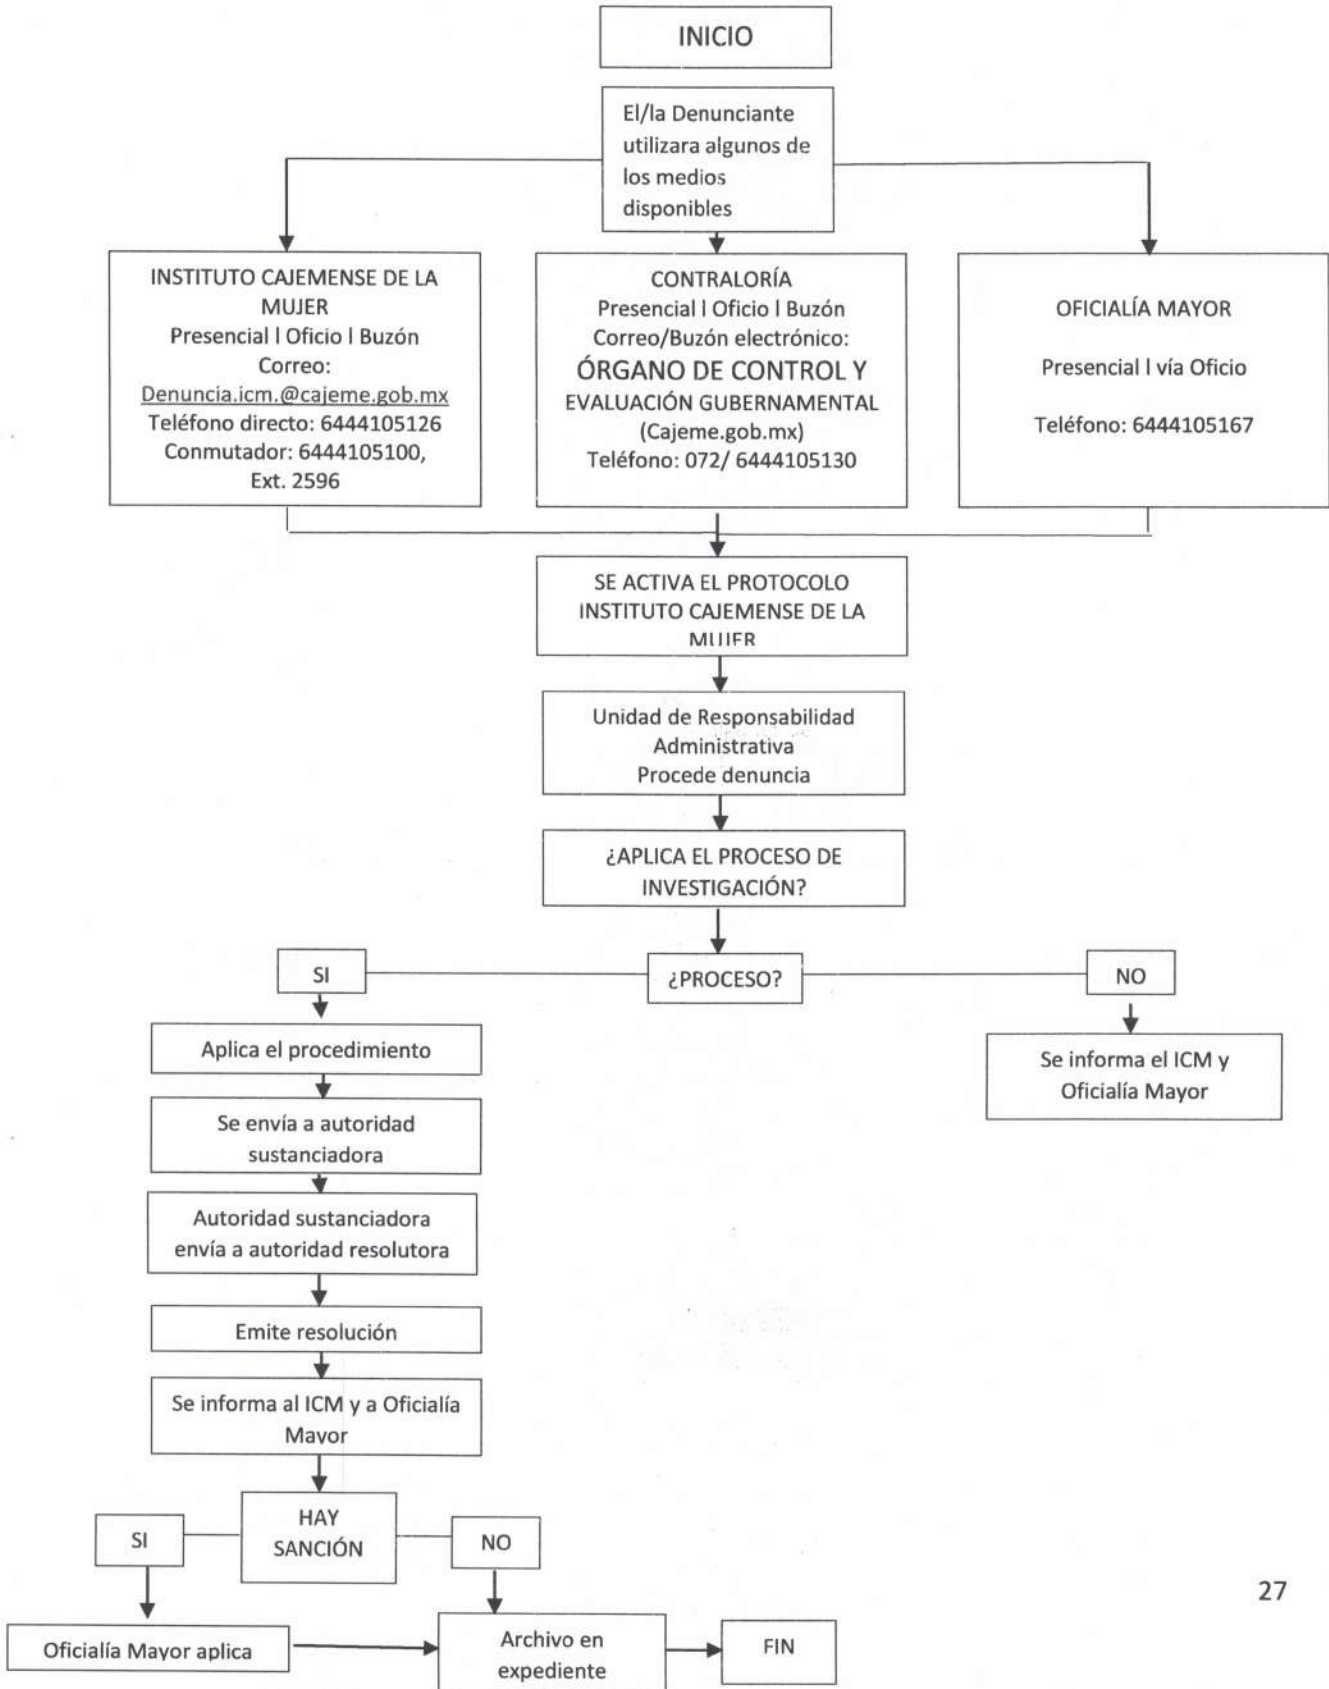 INICIO
El/la Denunciante
utilizara algunos de
los medios
disponibles
INSTITUTO CAJEMENSE DE LA
MUJER
Presencial l Oficio l Buzón
Correo:
Denuncia.icm.@cajeme.gob.mx
Teléfono directo: 6444105126
Conmutador: 6444105100,
Ext. 2596
CONTRALORÍA
Presencial l Oficio l Buzón
Correo/Buzón electrónico:
ÓRGANO DE CONTROL Y
EVALUACIÓN GUBERNAMENTAL
(Cajeme.gob.mx)
Teléfono: 072/ 6444105130
OFICIALÍA MAYOR
Presencial l vía Oficio
Teléfono: 6444105167
SE ACTIVA EL PROTOCOLO
INSTITUTO CAJEMENSE DE LA
MUJER
Unidad de Responsabilidad
Administrativa
Procede denuncia
¿APLICA EL PROCESO DE
INVESTIGACIÓN?
SI
¿PROCESO?
NO
Aplica el procedimiento
Se informa el ICM y
Oficialía Mayor
Se envía a autoridad
sustanciadora
Autoridad sustanciadora
envía a autoridad resolutora
Emite resolución
Se informa al ICM y a Oficialía
Mayor
HAY
SANCIÓN
SI
NO
Oficialía Mayor aplica
Archivo en
expediente
FIN
27